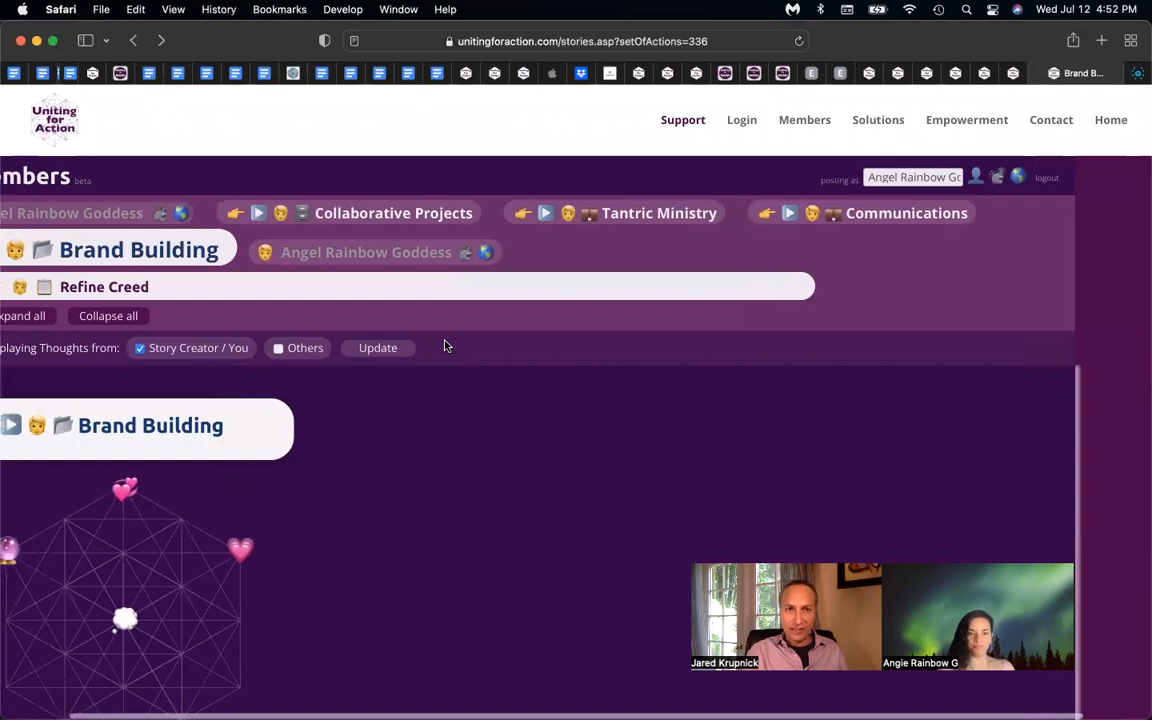 Safari File Edit View History Bookmarks Develop Window Help Wed Jul 12 4:52 PM
unitingforaction.com/stories.asp?setOfActions=336
E E Brand B...
Uniting for Action
Support Login Members Solutions Empowerment Contact Home
mbers beta posting as Angel Rainbow Go logout
el Rainbow Goddess Collaborative Projects Tantric Ministry Communications
Brand Building Angel Rainbow Goddess
Refine Creed
xpand all Collapse all
playing Thoughts from: Story Creator / You Others Update
Brand Building
Jared Krupnick Angie Rainbow G